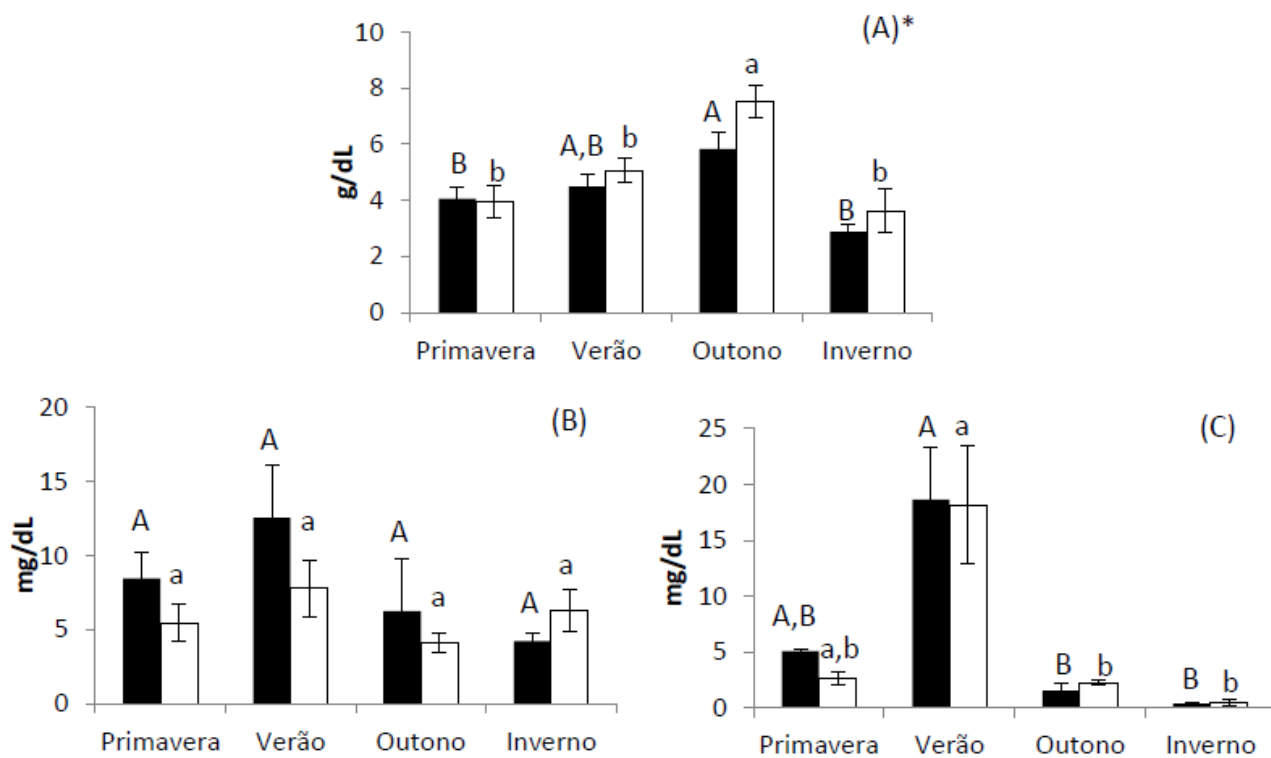 (A)*
g/dL
10
8
6
4
2
0
B
b
A,B
b
A
a
B
b
Primavera Verão Outono Inverno
(B)
mg/dL
20
15
10
5
0
A
a
A
a
A
a
A
a
Primavera Verão Outono Inverno
(C)
mg/dL
25
20
15
10
5
0
A,B
a,b
A
a
B
b
B
b
Primavera Verão Outono Inverno